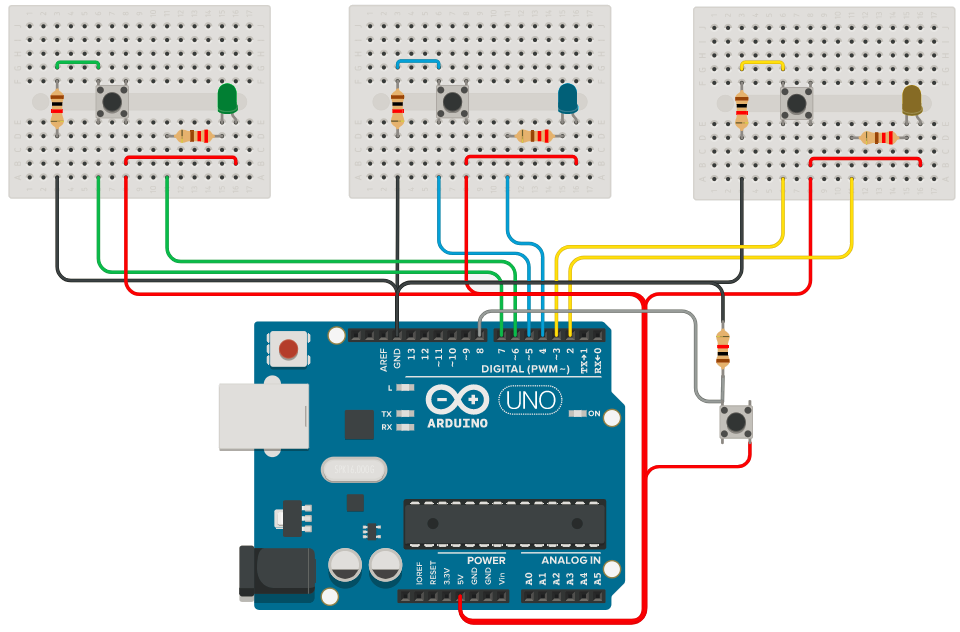 AREF
GND
13
12
~11
~10
~9
8
7
~6
~5
4
~3
2
TX→1
RX←0
DIGITAL (PWM~)
L
TX
RX
ARDUINO
UNO
ON
POWER
ANALOG IN
IOREF
RESET
3.3V
5V
GND
GND
Vin
A0
A1
A2
A3
A4
A5